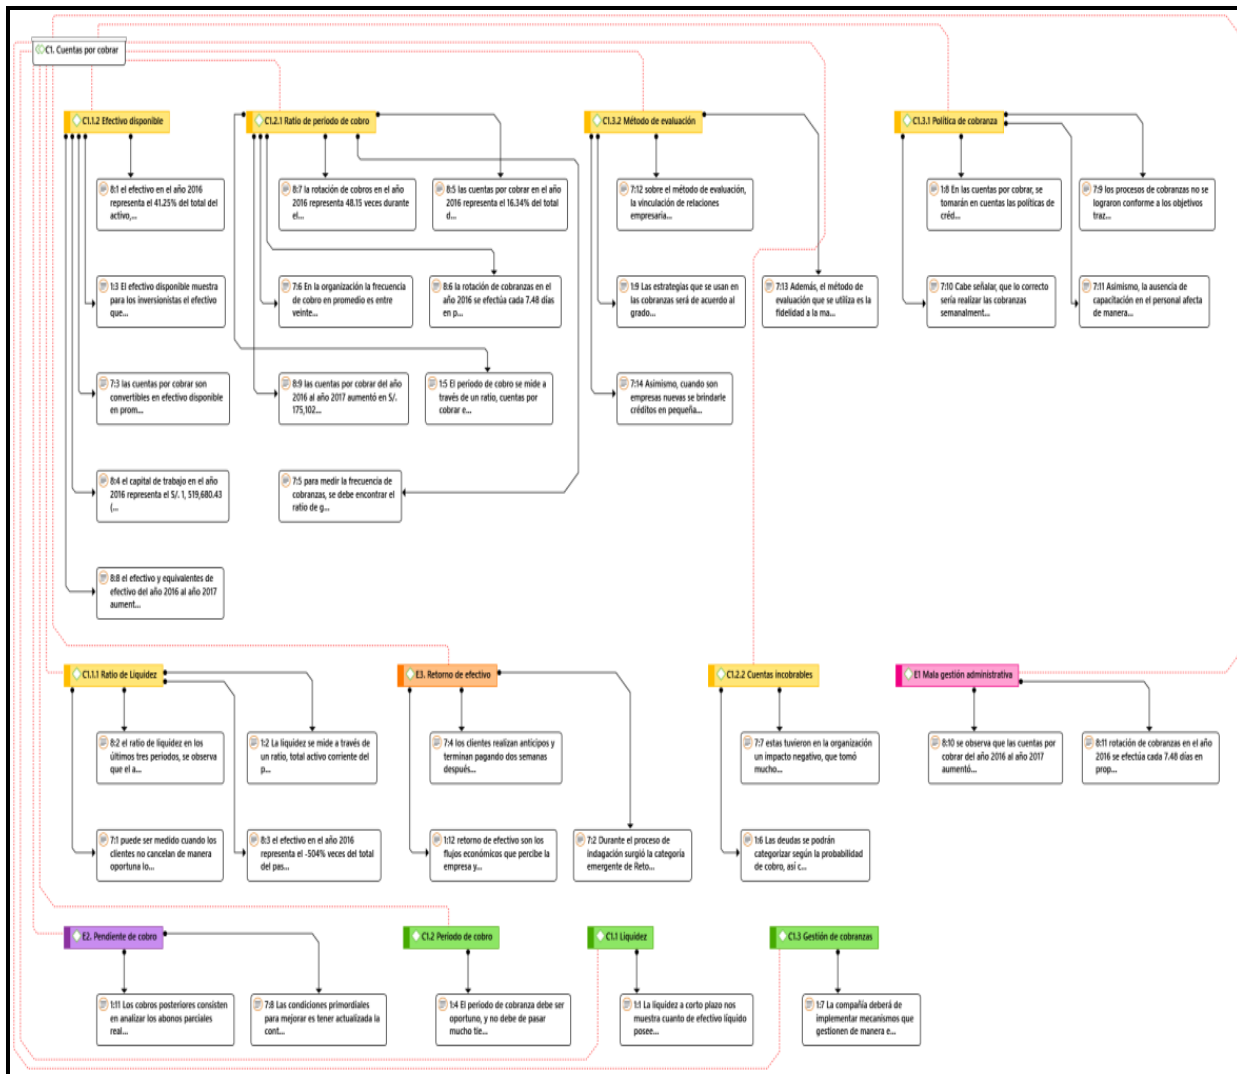 C1. Cuentas por cobrar
C1.1.2 Efectivo disponible
C1.2.1 Ratio de periodo de cobro
C1.3.2 Método de evaluación
C1.3.1 Política de cobranza
8:1 el efectivo en el año 2016
representa el 41.25% del total del
activo,...
8:7 la rotación de cobros en el año
2016 representa 48.15 veces durante
el...
8:5 las cuentas por cobrar en el año
2016 representa el 16.34% del total
d...
7:12 sobre el método de evaluación,
la vinculación de relaciones
empresaria...
1:8 En las cuentas por cobrar, se
tomarán en cuentas las políticas de
créd...
7:9 los procesos de cobranzas no se
lograron conforme a los objetivos
traz...
1:3 El efectivo disponible muestra
para los inversionistas el efectivo
que...
7:6 En la organización la frecuencia
de cobro en promedio es entre
veinte...
8:6 la rotación de cobranzas en el
año 2016 se efectúa cada 7.48 días
en p...
1:9 Las estrategias que se usan en
las cobranzas será de acuerdo al
grado...
7:13 Además, el método de
evaluación que se utiliza es la
fidelidad a la ma...
7:10 Cabe señalar, que lo correcto
sería realizar las cobranzas
semanalment...
7:11 Asimismo, la ausencia de
capacitación en el personal afecta
de manera...
7:3 las cuentas por cobrar son
convertibles en efectivo disponible
en prom...
8:9 las cuentas por cobrar del año
2016 al año 2017 aumentó en S/.
175,102...
1:5 El periodo de cobro se mide a
través de un ratio, cuentas por
cobrar e...
7:14 Asimismo, cuando son
empresas nuevas se brindarle
créditos en pequeña...
8:4 el capital de trabajo en el año
2016 representa el S/. 1, 519,680.43
(...
7:5 para medir la frecuencia de
cobranzas, se debe encontrar el
ratio de g...
8:8 el efectivo y equivalentes de
efectivo del año 2016 al año 2017
aument...
C1.1.1 Ratio de Liquidez
E3. Retorno de efectivo
C1.2.2 Cuentas incobrables
E1 Mala gestión administrativa
8:2 el ratio de liquidez en los
últimos tres periodos, se observa
que el a...
1:2 La liquidez se mide a través de
un ratio, total activo corriente del
p...
7:4 los clientes realizan anticipos y
terminan pagando dos semanas
después...
7:7 estas tuvieron en la organización
un impacto negativo, que tomó
mucho...
8:10 se observa que las cuentas por
cobrar del año 2016 al año 2017
aumentó...
8:11 rotación de cobranzas en el año
2016 se efectúa cada 7.48 días en
prop...
7:1 puede ser medido cuando los
clientes no cancelan de manera
oportuna lo...
8:3 el efectivo en el año 2016
representa el -504% veces del total
del pas...
1:12 retorno de efectivo son los
flujos económicos que percibe la
empresa y...
7:2 Durante el proceso de
indagación surgió la categoría
emergente de Reto...
1:6 Las deudas se podrán
categorizar según la probabilidad
de cobro, así c...
E2. Pendiente de cobro
C1.2 Periodo de cobro
C1.1 Liquidez
C1.3 Gestión de cobranzas
1:11 Los cobros posteriores consisten
en analizar los abonos parciales
real...
7:8 Las condiciones primordiales
para mejorar es tener actualizada la
cont...
1:4 El periodo de cobranza debe ser
oportuno, y no debe de pasar
mucho tie...
1:1 La liquidez a corto plazo nos
muestra cuanto de efectivo líquido
posee...
1:7 La compañía deberá de
implementar mecanismos que
gestionen de manera e...